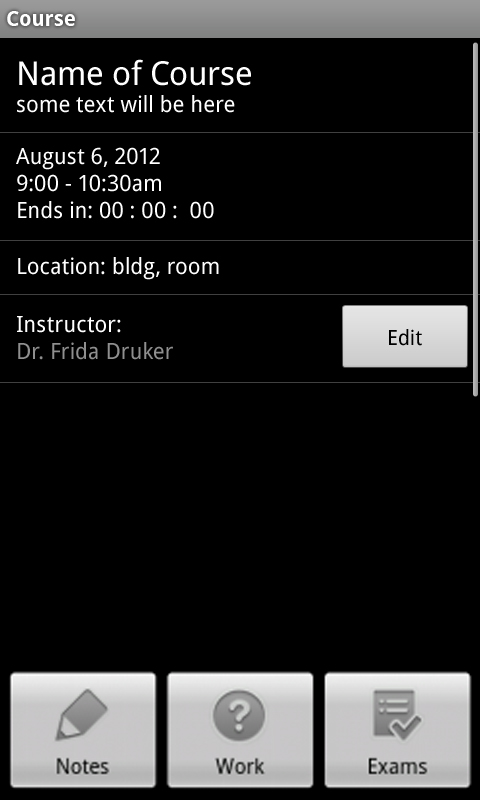 Course
Name of Course
some text will be here
August 6, 2012
9:00 - 10:30am
Ends in: 00 : 00 :  00
Location: bldg, room
Instructor:
Dr. Frida Druker
Edit
Notes
Work
Exams